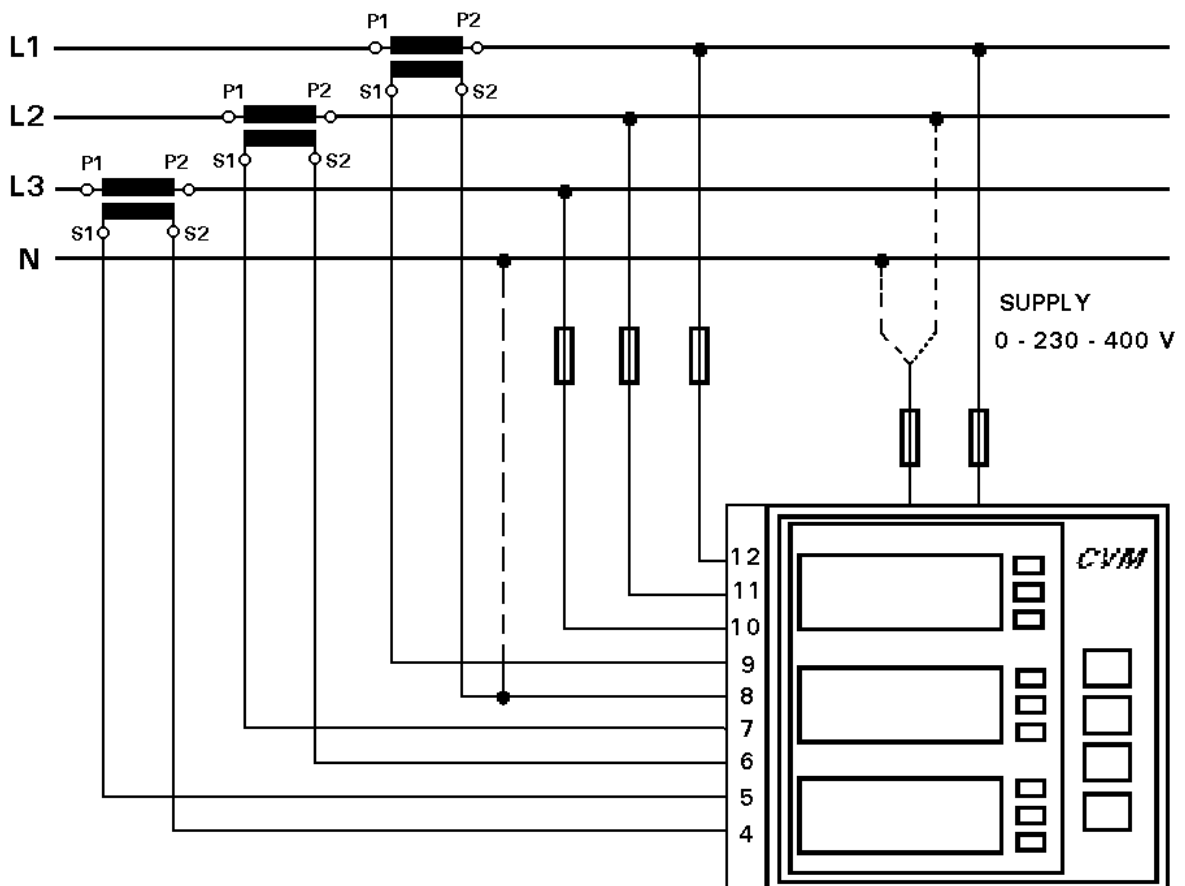 P1 P2
L1
S1 S2
P1 P2
L2
S1 S2
P1 P2
L3
S1 S2
N
SUPPLY
0 - 230 - 400 V
CVM
12
11
10
9
8
7
6
5
4